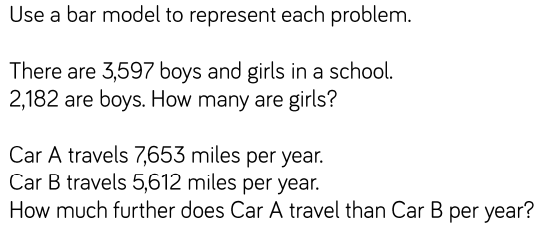 Use a bar model to represent each problem.
There are 3,597 boys and girls in a school.
2,182 are boys. How many are girls?
Car A travels 7,653 miles per year.
Car B travels 5,612 miles per year.
How much further does Car A travel than Car B per year?